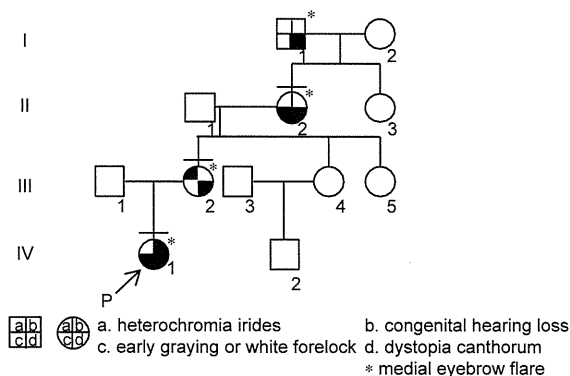 I
*
1
2
II
1
*
2
3
III
1
*
2
3
4
5
IV
*
1
2
P
a b a b a. heterochromia irides b. congenital hearing loss
c d c d c. early graying or white forelock d. dystopia canthorum
* medial eyebrow flare